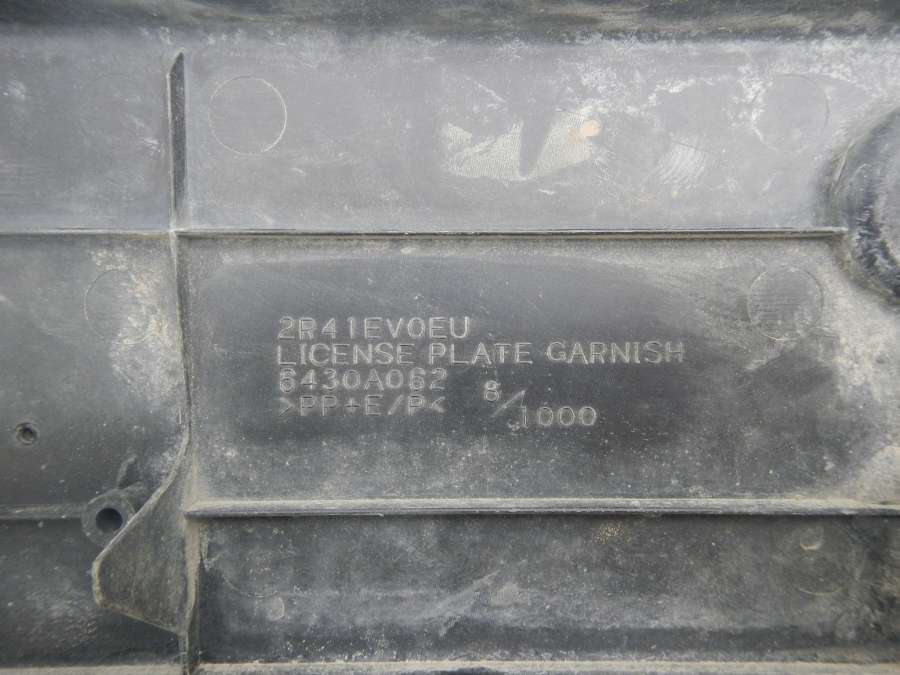 2R41EV0EU
LICENSE PLATE GARNISH
6430A062
>PP+E/P< 8/1000